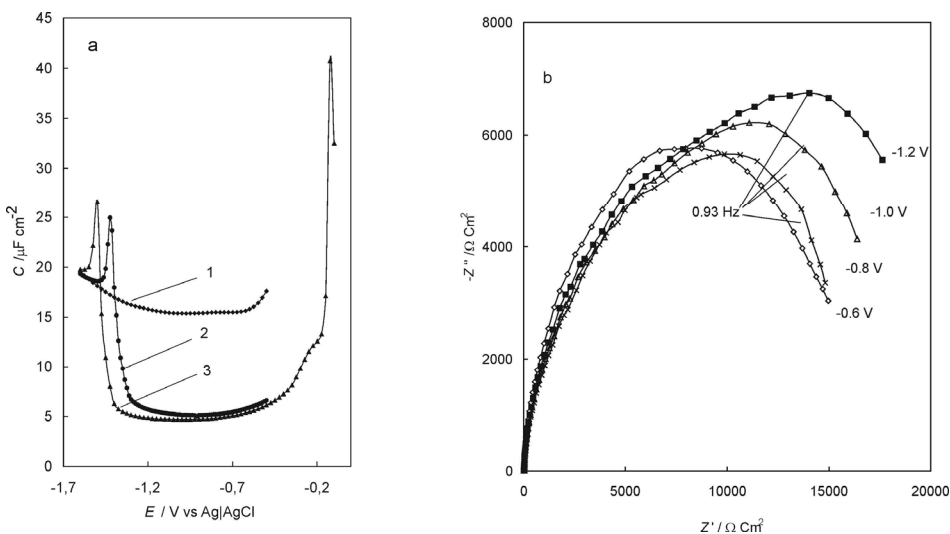 a
45
40
35
30
25
20
15
10
5
0
C /µF cm-2
1
2
3
-1,7
-1,2
-0,7
-0,2
E / V vs Ag|AgCl
b
8000
6000
4000
2000
0
-Z'' /Ω Cm²
0.93 Hz
-1.2 V
-1.0 V
-0.8 V
-0.6 V
0
5000
10000
15000
20000
Z' / Ω Cm²